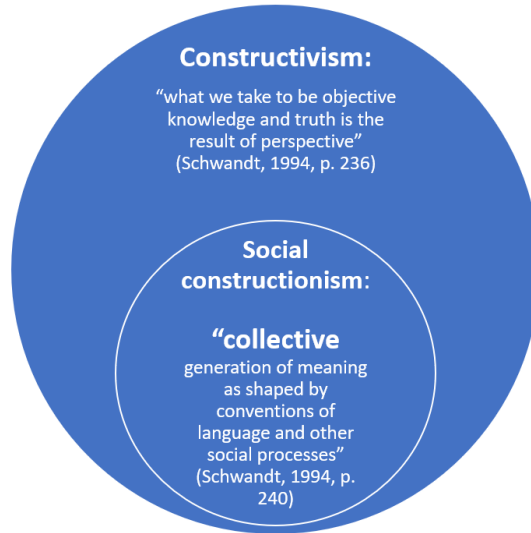 Constructivism:
“what we take to be objective
knowledge and truth is the
result of perspective”
(Schwandt, 1994, p. 236)
Social
constructionism:
“collective
generation of meaning
as shaped by
conventions of
language and other
social processes”
(Schwandt, 1994, p.
240)